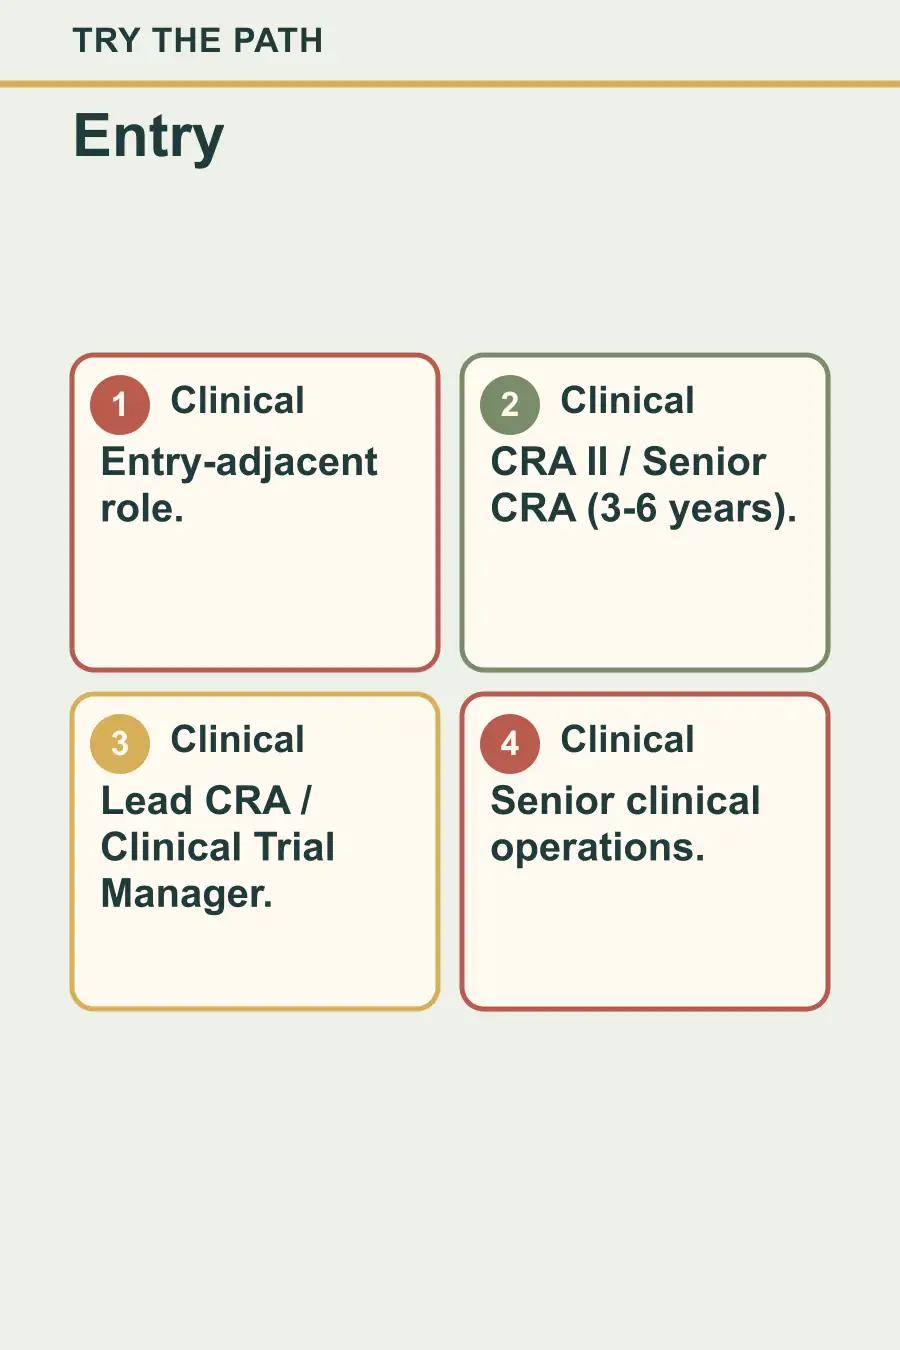 TRY THE PATH
Entry
1 Clinical
Entry-adjacent
role.
2 Clinical
CRA II / Senior
CRA (3-6 years).
3 Clinical
Lead CRA /
Clinical Trial
Manager.
4 Clinical
Senior clinical
operations.